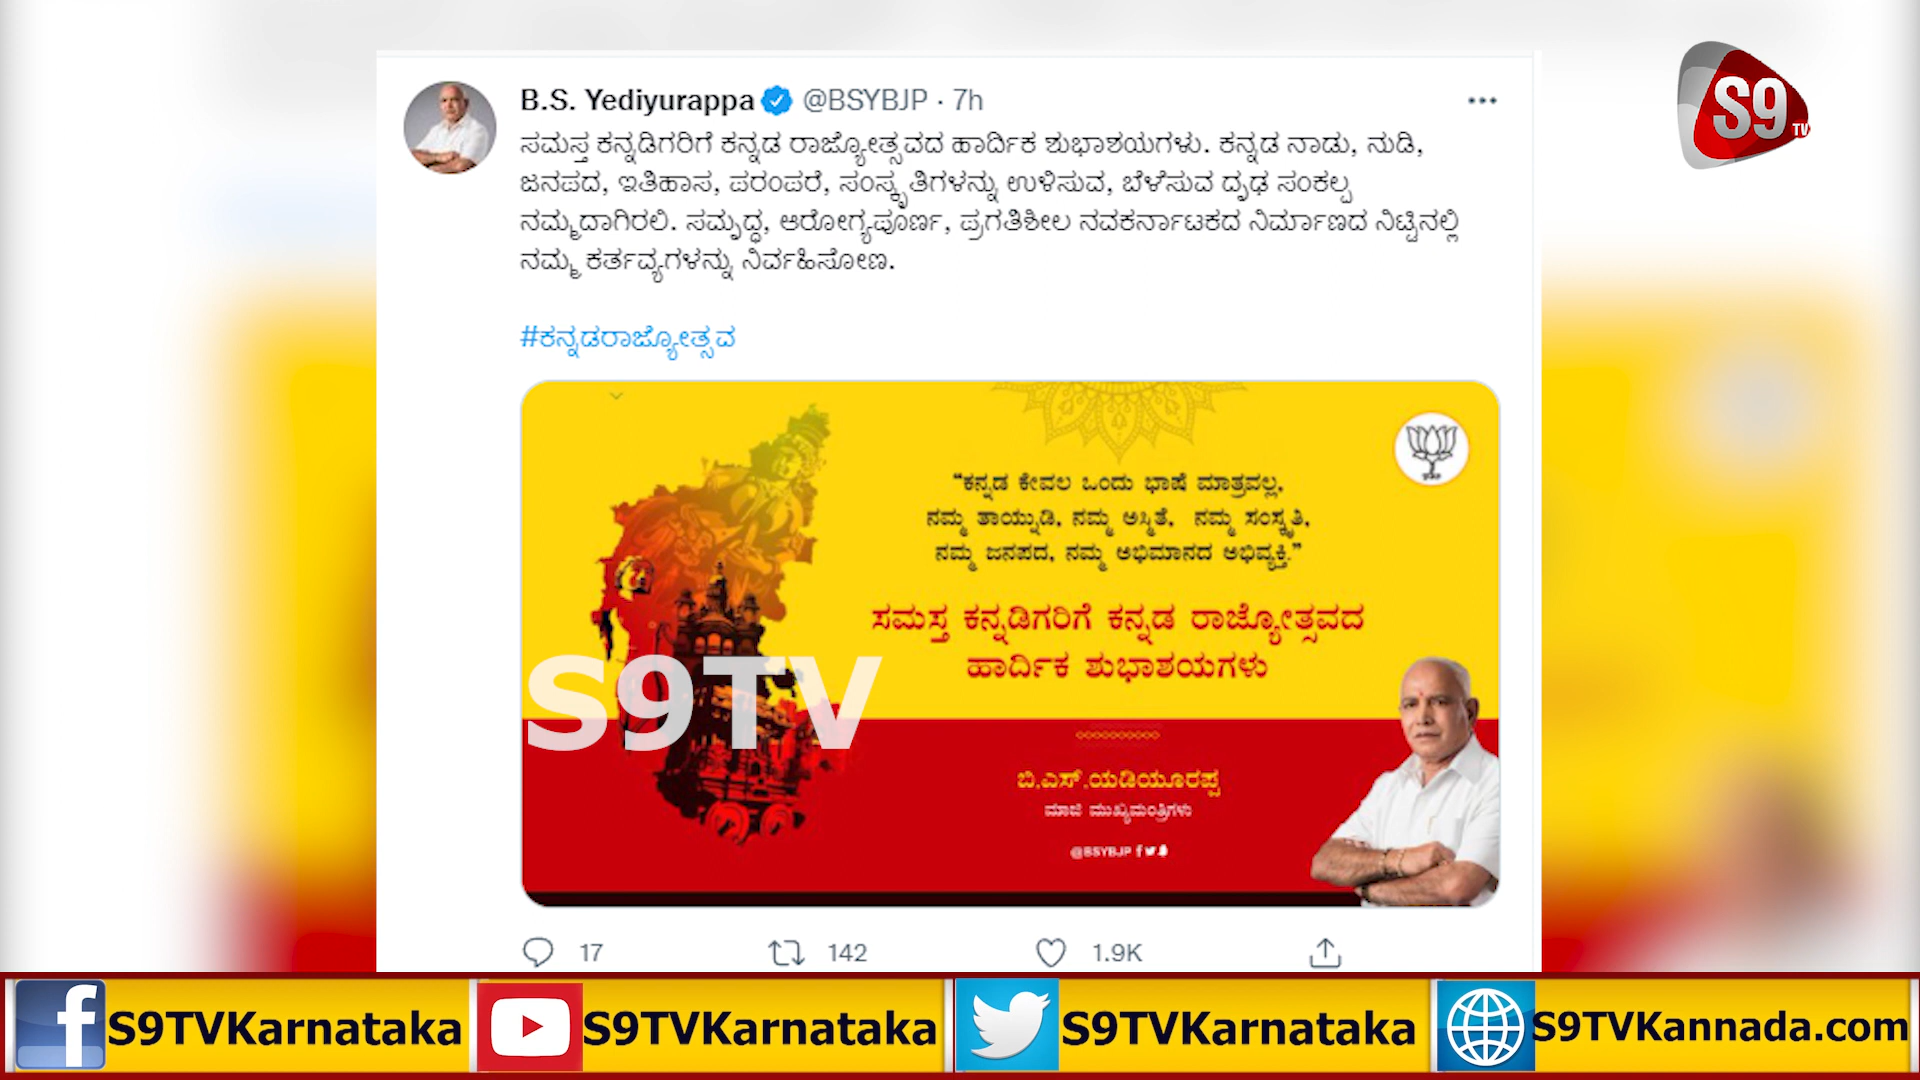 B.S. Yediyurappa @BSYBJP · 7h
ಸಮಸ್ತ ಕನ್ನಡಿಗರಿಗೆ ಕನ್ನಡ ರಾಜ್ಯೋತ್ಸವದ ಹಾರ್ದಿಕ ಶುಭಾಶಯಗಳು. ಕನ್ನಡ ನಾಡು, ನುಡಿ,
ಜನಪದ, ಇತಿಹಾಸ, ಪರಂಪರೆ, ಸಂಸ್ಕೃತಿಗಳನ್ನು ಉಳಿಸುವ, ಬೆಳೆಸುವ ದೃಢ ಸಂಕಲ್ಪ
ನಮ್ಮದಾಗಿರಲಿ. ಸಮೃದ್ಧ, ಆರೋಗ್ಯಪೂರ್ಣ, ಪ್ರಗತಿಶೀಲ ನವಕರ್ನಾಟಕದ ನಿರ್ಮಾಣದ ನಿಟ್ಟಿನಲ್ಲಿ
ನಮ್ಮ ಕರ್ತವ್ಯಗಳನ್ನು ನಿರ್ವಹಿಸೋಣ.
#ಕನ್ನಡರಾಜ್ಯೋತ್ಸವ
“ಕನ್ನಡ ಕೇವಲ ಒಂದು ಭಾಷೆ ಮಾತ್ರವಲ್ಲ,
ನಮ್ಮ ತಾಯ್ನುಡಿ, ನಮ್ಮ ಅಸ್ಮಿತೆ, ನಮ್ಮ ಸಂಸ್ಕೃತಿ,
ನಮ್ಮ ಜನಪದ, ನಮ್ಮ ಅಭಿಮಾನದ ಅಭಿವ್ಯಕ್ತಿ.”
ಸಮಸ್ತ ಕನ್ನಡಿಗರಿಗೆ ಕನ್ನಡ ರಾಜ್ಯೋತ್ಸವದ
ಹಾರ್ದಿಕ ಶುಭಾಶಯಗಳು
S9TV
ಬಿ.ಎಸ್.ಯಡಿಯೂರಪ್ಪ
ಮಾಜಿ ಮುಖ್ಯಮಂತ್ರಿಗಳು
@BSYBJP
17 142 1.9K
S9 TV
S9TVKarnataka S9TVKarnataka S9TVKarnataka S9TVKannada.com